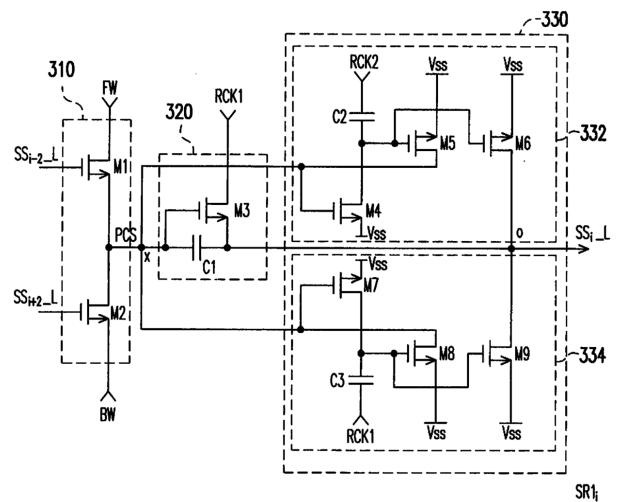 330
310
FW
RCK1
320
RCK2
Vss
Vss
C2
332
SSi-2_L
M1
M5
M6
M3
M4
Vss
PCS
x
C1
o
SSi_L
SSi+2_L
M2
Vss
M7
M8
M9
334
C3
BW
RCK1
Vss
Vss
SR1i